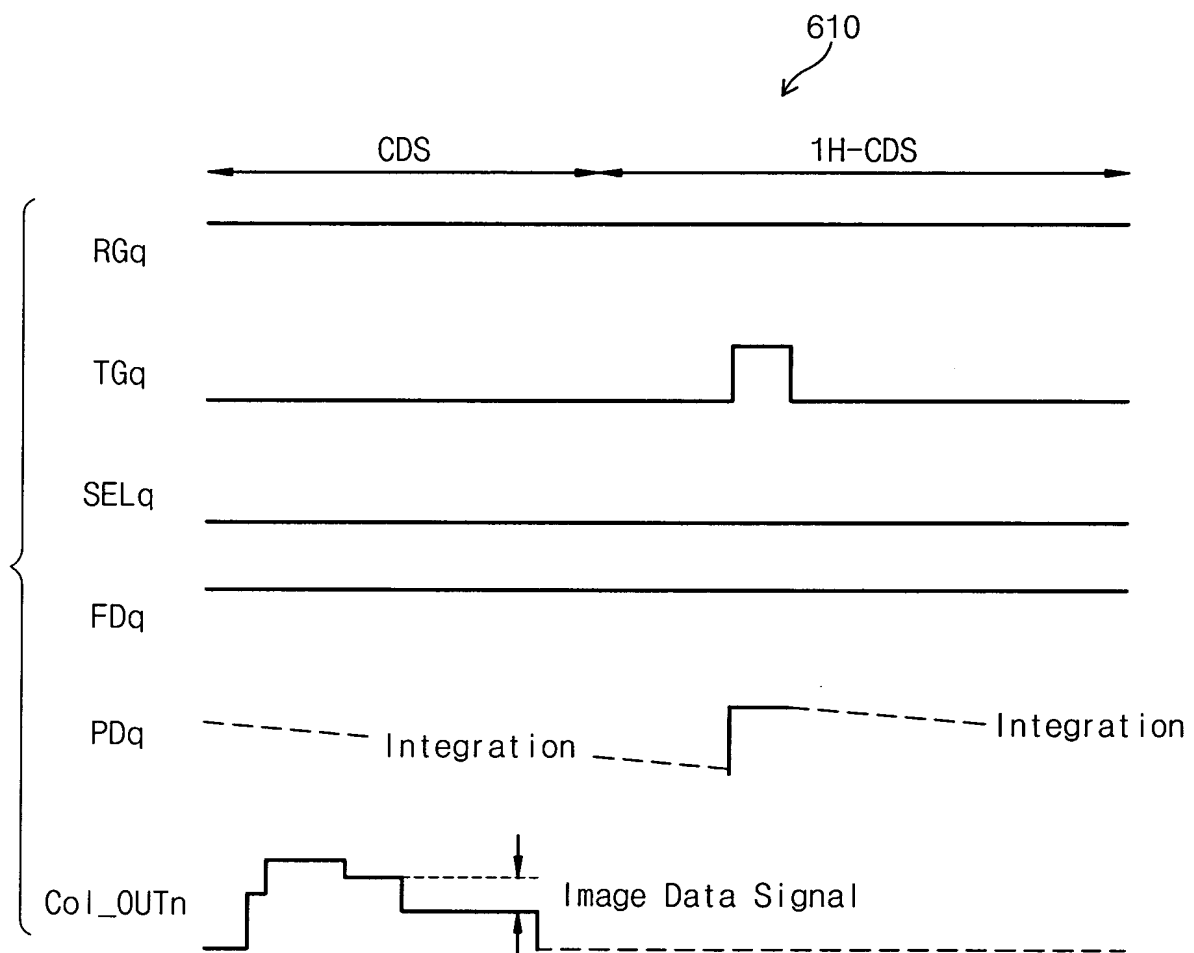 610
CDS 1H-CDS
RGq
TGq
SELq
FDq
PDq Integration Integration
Col_OUTn Image Data Signal